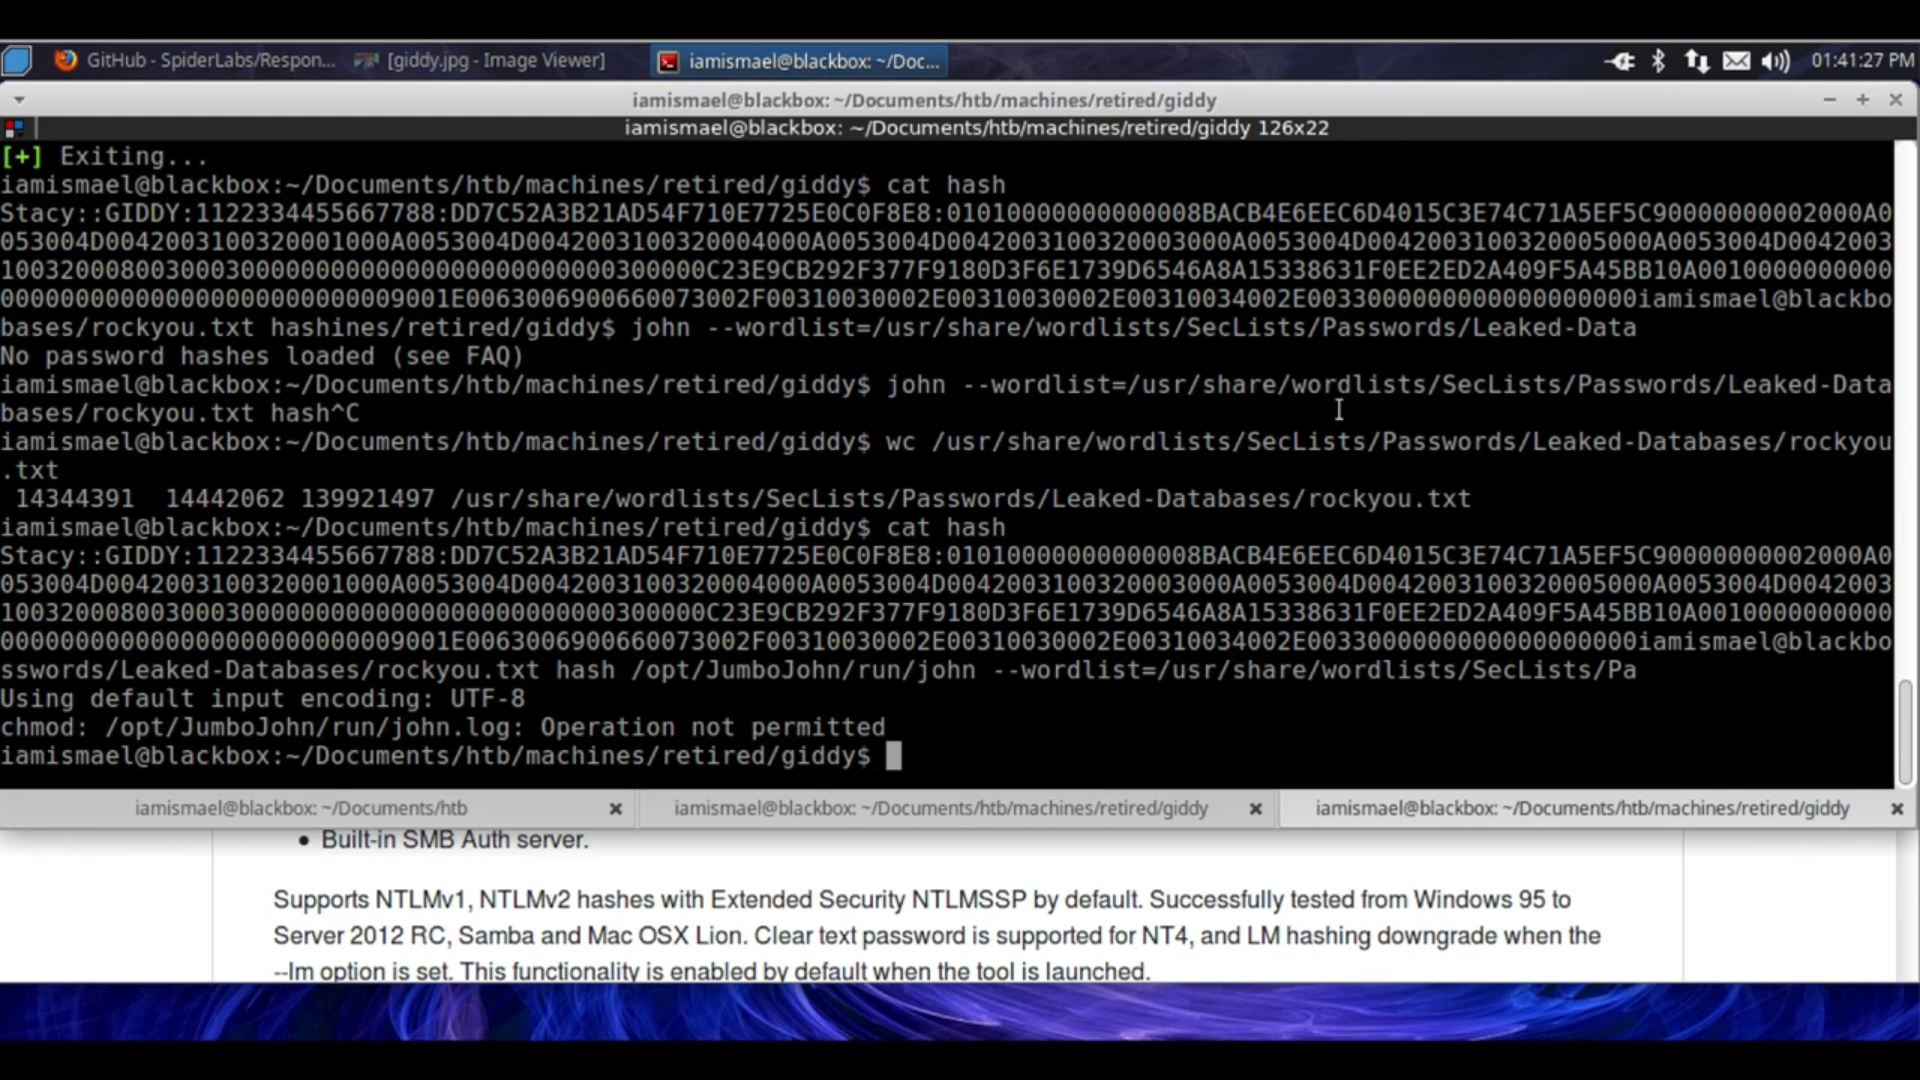 GitHub - SpiderLabs/Respon...
[giddy.jpg - Image Viewer]
iamismael@blackbox: ~/Doc...
01:41:27 PM
iamismael@blackbox: ~/Documents/htb/machines/retired/giddy
iamismael@blackbox: ~/Documents/htb/machines/retired/giddy 126x22
[+] Exiting...
iamismael@blackbox:~/Documents/htb/machines/retired/giddy$ cat hash
Stacy::GIDDY:1122334455667788:DD7C52A3B21AD54F710E7725E0C0F8E8:01010000000000008BACB4E6EEC6D4015C3E74C71A5EF5C90000000002000A0
053004D004200310032000​1000A0053004D0042003100320004000A0053004D0042003100320003000A0053004D0042003100320005000A0053004D0042003
10032000800300030000000000000000000000000300000C23E9CB292F377F9180D3F6E1739D6546A8A15338631F0EE2ED2A409F5A45BB10A0010000000000
00000000000000000000000000​9001E0063006900660073002F00310030002E00310030002E00310034002E003300000000000000000000iamismael@blackbo
bases/rockyou.txt hashines/retired/giddy$ john --wordlist=/usr/share/wordlists/SecLists/Passwords/Leaked-Data
No password hashes loaded (see FAQ)
iamismael@blackbox:~/Documents/htb/machines/retired/giddy$ john --wordlist=/usr/share/wordlists/SecLists/Passwords/Leaked-Data
bases/rockyou.txt hash^C
iamismael@blackbox:~/Documents/htb/machines/retired/giddy$ wc /usr/share/wordlists/SecLists/Passwords/Leaked-Databases/rockyou
.txt
14344391 14442062 139921497 /usr/share/wordlists/SecLists/Passwords/Leaked-Databases/rockyou.txt
iamismael@blackbox:~/Documents/htb/machines/retired/giddy$ cat hash
Stacy::GIDDY:1122334455667788:DD7C52A3B21AD54F710E7725E0C0F8E8:01010000000000008BACB4E6EEC6D4015C3E74C71A5EF5C90000000002000A0
053004D0042003100320001000A0053004D0042003100320004000A0053004D0042003100320003000A0053004D0042003100320005000A0053004D0042003
10032000800300030000000000000000000000000300000C23E9CB292F377F9180D3F6E1739D6546A8A15338631F0EE2ED2A409F5A45BB10A0010000000000
000000000000000000000000009001E0063006900660073002F00310030002E00310030002E00310034002E003300000000000000000000iamismael@blackbo
sswords/Leaked-Databases/rockyou.txt hash /opt/JumboJohn/run/john --wordlist=/usr/share/wordlists/SecLists/Pa
Using default input encoding: UTF-8
chmod: /opt/JumboJohn/run/john.log: Operation not permitted
iamismael@blackbox:~/Documents/htb/machines/retired/giddy$
iamismael@blackbox: ~/Documents/htb
iamismael@blackbox: ~/Documents/htb/machines/retired/giddy
iamismael@blackbox: ~/Documents/htb/machines/retired/giddy
• Built-in SMB Auth server.
Supports NTLMv1, NTLMv2 hashes with Extended Security NTLMSSP by default. Successfully tested from Windows 95 to
Server 2012 RC, Samba and Mac OSX Lion. Clear text password is supported for NT4, and LM hashing downgrade when the
--lm option is set. This functionality is enabled by default when the tool is launched.